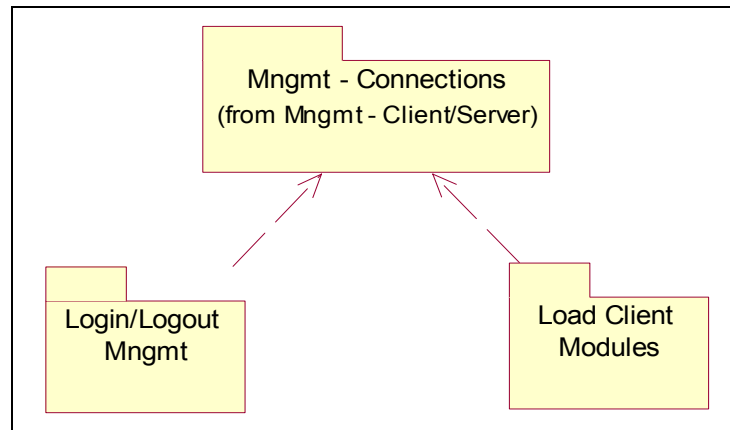 Mngmt - Connections
(from Mngmt - Client/Server)
Login/Logout
Mngmt
Load Client
Modules